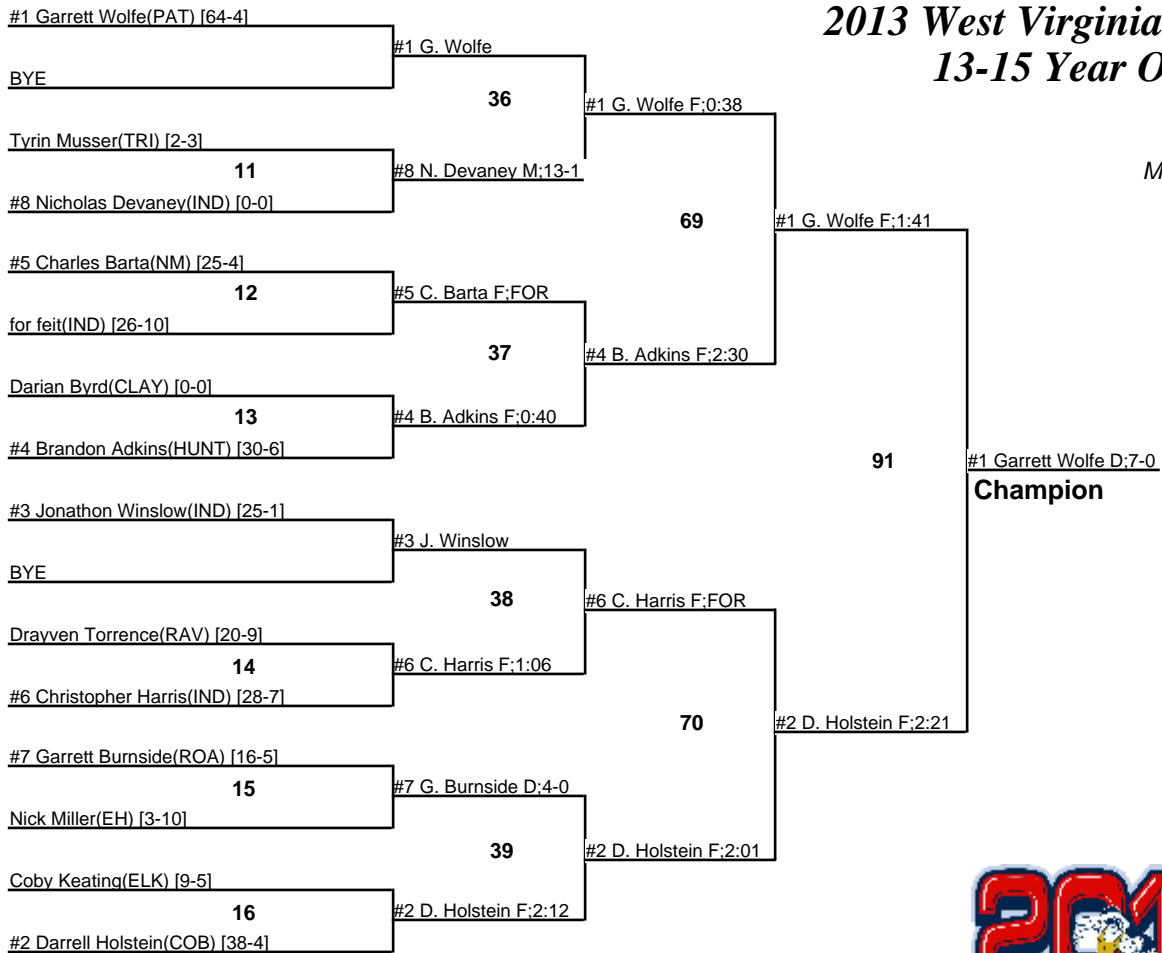 2013 West Virginia
13-15 Year O
M
#1 Garrett Wolfe(PAT) [64-4]
#1 G. Wolfe
BYE
36
#1 G. Wolfe F;0:38
Tyrin Musser(TRI) [2-3]
11
#8 N. Devaney M;13-1
#8 Nicholas Devaney(IND) [0-0]
69
#1 G. Wolfe F;1:41
#5 Charles Barta(NM) [25-4]
12
#5 C. Barta F;FOR
for feit(IND) [26-10]
37
#4 B. Adkins F;2:30
Darian Byrd(CLAY) [0-0]
13
#4 B. Adkins F;0:40
#4 Brandon Adkins(HUNT) [30-6]
91
#1 Garrett Wolfe D;7-0
Champion
#3 Jonathon Winslow(IND) [25-1]
#3 J. Winslow
BYE
38
#6 C. Harris F;FOR
Drayven Torrence(RAV) [20-9]
14
#6 C. Harris F;1:06
#6 Christopher Harris(IND) [28-7]
70
#2 D. Holstein F;2:21
#7 Garrett Burnside(ROA) [16-5]
15
#7 G. Burnside D;4-0
Nick Miller(EH) [3-10]
39
#2 D. Holstein F;2:01
Coby Keating(ELK) [9-5]
16
#2 D. Holstein F;2:12
#2 Darrell Holstein(COB) [38-4]
201